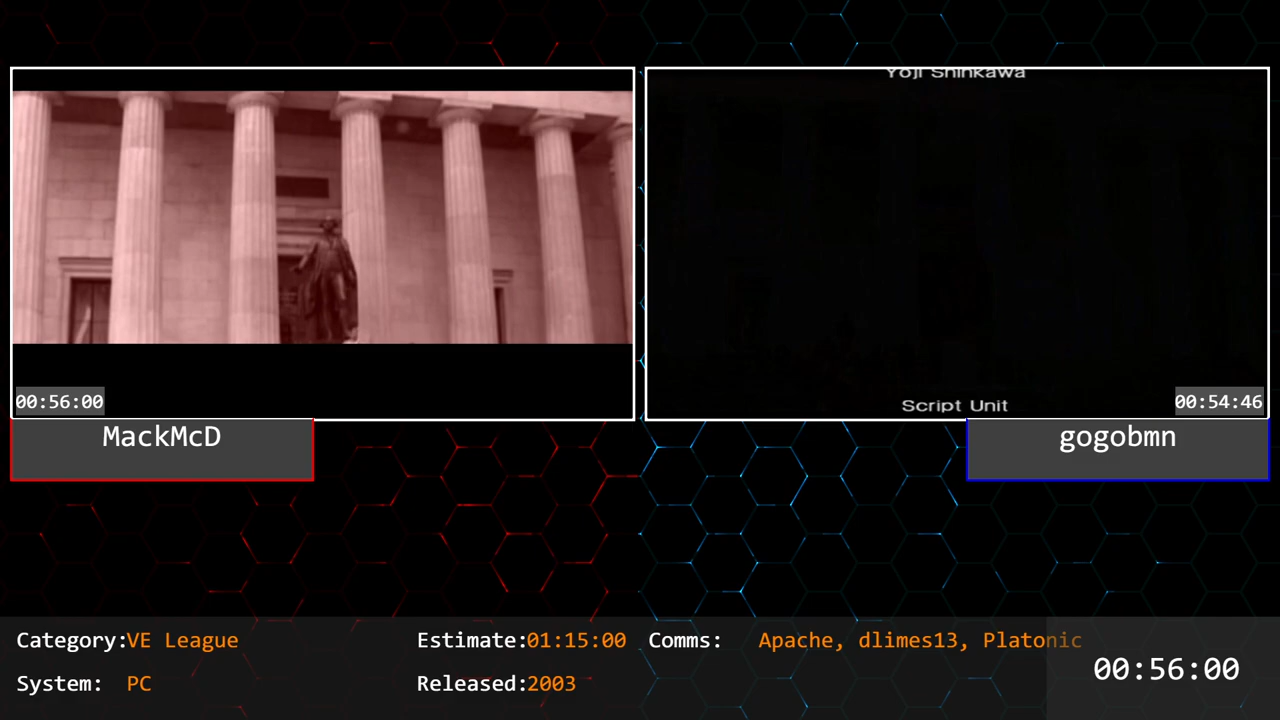 Yoji Shinkawa
Script Unit
00:56:00
00:54:46
MackMcD
gogobmn
Category:VE League
Estimate:01:15:00
Comms: Apache, dlimes13, Platonic
System: PC
Released:2003
00:56:00